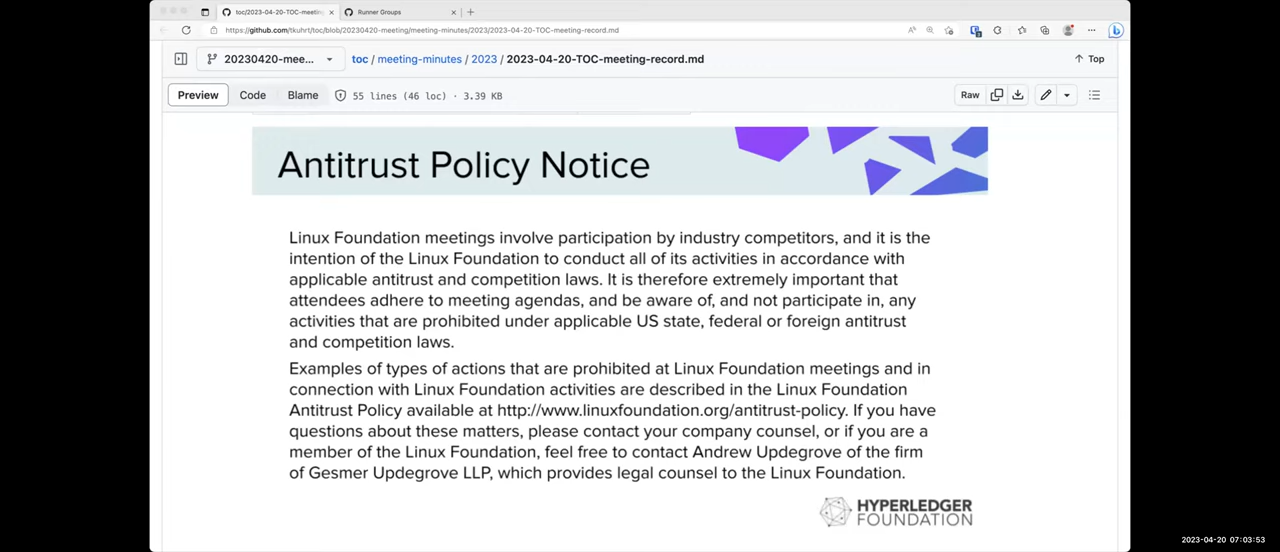 toc/2023-04-20-TOC-meeting-
Runner Groups
https://github.com/tkuhrt/toc/blob/20230420-meeting/meeting-minutes/2023/2023-04-20-TOC-meeting-record.md
20230420-mee...
toc / meeting-minutes / 2023 / 2023-04-20-TOC-meeting-record.md
Top
Preview Code Blame 55 lines (46 loc) · 3.39 KB Raw
Antitrust Policy Notice
Linux Foundation meetings involve participation by industry competitors, and it is the
intention of the Linux Foundation to conduct all of its activities in accordance with
applicable antitrust and competition laws. It is therefore extremely important that
attendees adhere to meeting agendas, and be aware of, and not participate in, any
activities that are prohibited under applicable US state, federal or foreign antitrust
and competition laws.
Examples of types of actions that are prohibited at Linux Foundation meetings and in
connection with Linux Foundation activities are described in the Linux Foundation
Antitrust Policy available at http://www.linuxfoundation.org/antitrust-policy. If you have
questions about these matters, please contact your company counsel, or if you are a
member of the Linux Foundation, feel free to contact Andrew Updegrove of the firm
of Gesmer Updegrove LLP, which provides legal counsel to the Linux Foundation.
HYPERLEDGER
FOUNDATION
2023-04-20 07:03:53